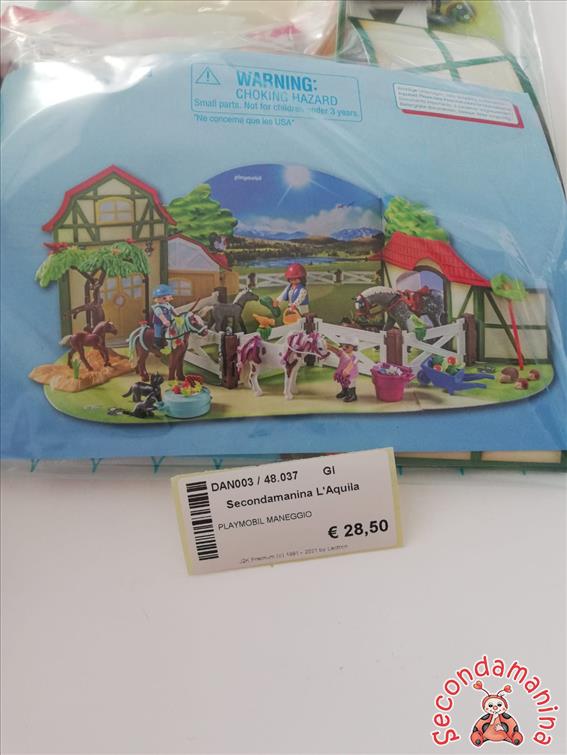 WARNING:
CHOKING HAZARD
Small parts. Not for children under 3 years.
"Ne concerne que les USA"
playmobil
DAN003 / 48.037 GI
Secondamanina L'Aquila
PLAYMOBIL MANEGGIO
€ 28,50
Secondamanina